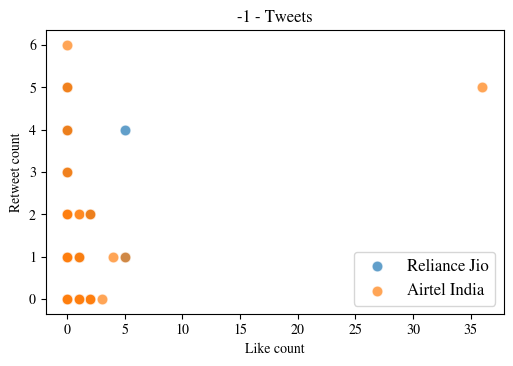 -1 - Tweets
6
5
4
3
2
1
0
Retweet count
0 5 10 15 20 25 30 35
Like count
Reliance Jio
Airtel India